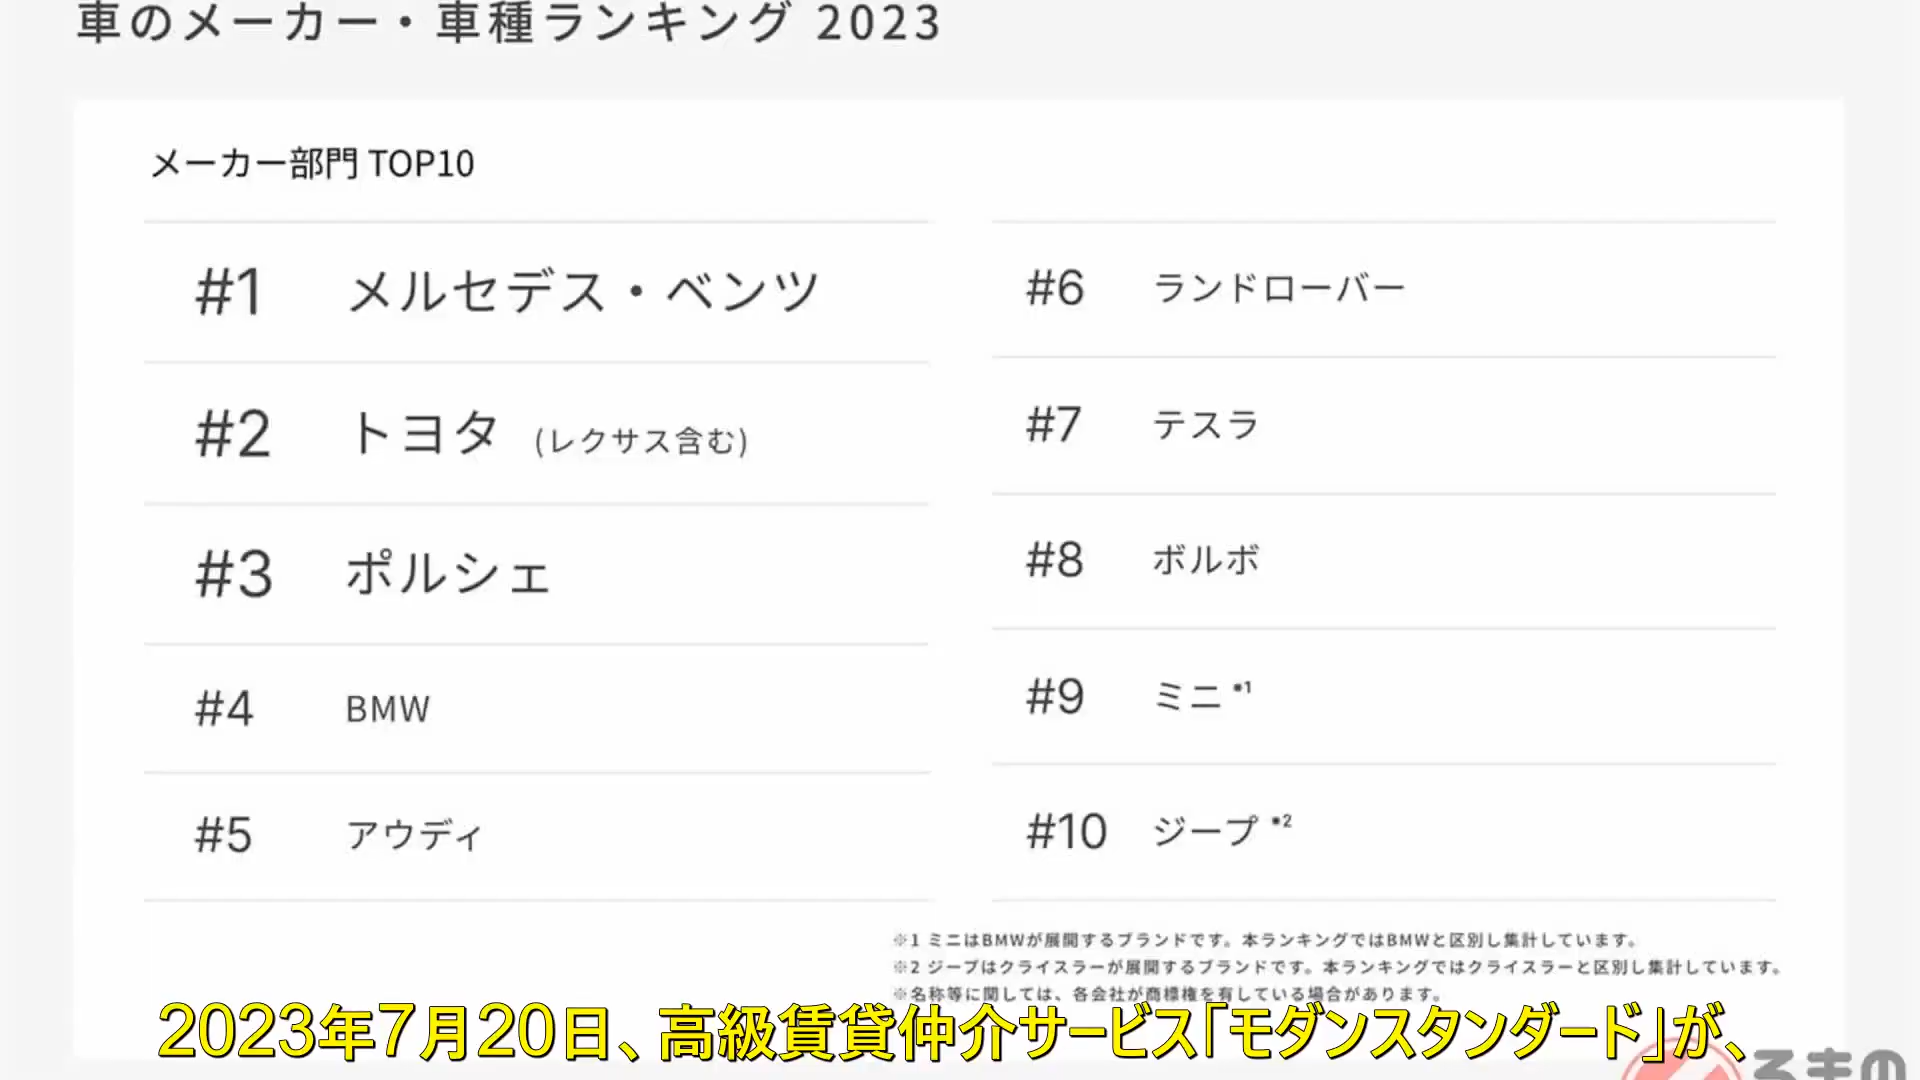 車のメーカー・車種ランキング 2023
メーカー部門 TOP10
#1 メルセデス・ベンツ
#2 トヨタ (レクサス含む)
#3 ポルシェ
#4 BMW
#5 アウディ
#6 ランドローバー
#7 テスラ
#8 ボルボ
#9 ミニ *1
#10 ジープ *2
※1 ミニはBMWが展開するブランドです。本ランキングではBMWと区別し集計しています。
※2 ジープはクライスラーが展開するブランドです。本ランキングではクライスラーと区別し集計しています。
※名称等に関しては、各会社が商標権を有している場合があります。
2023年7月20日、高級賃貸仲介サービス「モダンスタンダード」が、